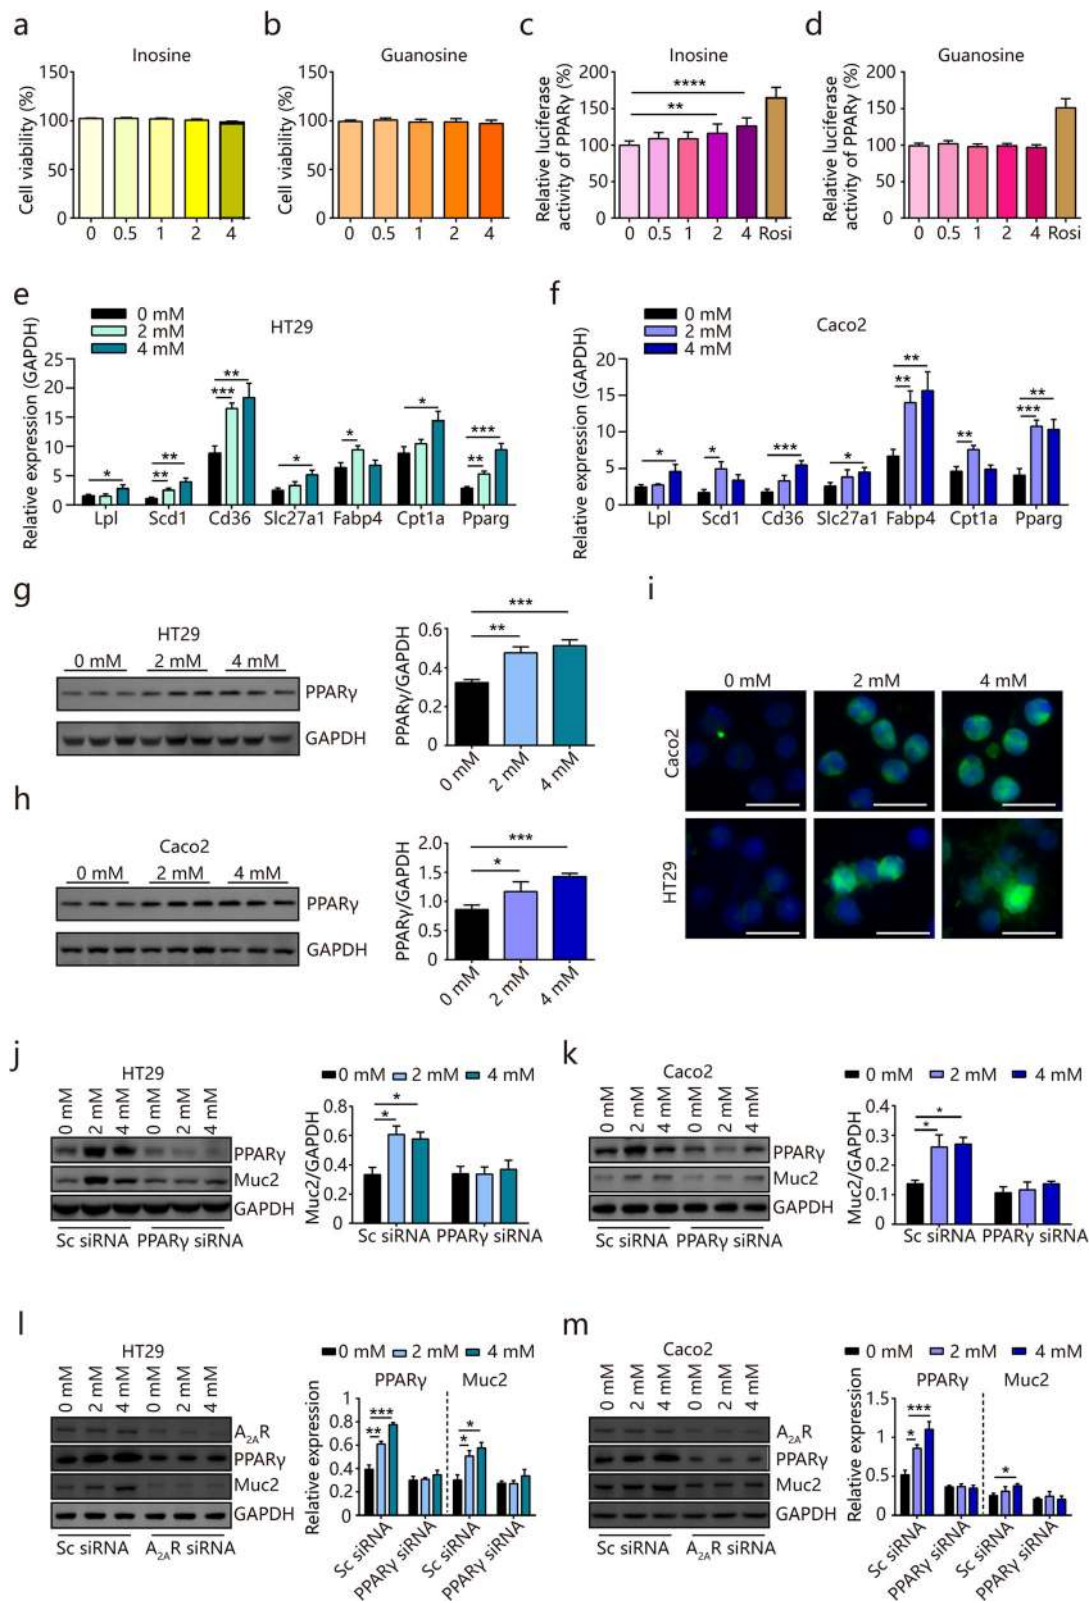 a
Inosine
Cell viability (%)
150
100
50
0
0 0.5 1 2 4
b
Guanosine
Cell viability (%)
150
100
50
0
0 0.5 1 2 4
c
Inosine
Relative luciferase
activity of PPARγ (%)
200
150
100
50
0
****
**
0 0.5 1 2 4 Rosi
d
Guanosine
Relative luciferase
activity of PPARγ (%)
200
150
100
50
0
0 0.5 1 2 4 Rosi
e
0 mM
2 mM
4 mM
HT29
Relative expression (GAPDH)
25
20
15
10
5
0
* ** ** *** ** * * * ** ***
Lpl Scd1 Cd36 Slc27a1 Fabp4 Cpt1a Pparg
f
0 mM
2 mM
4 mM
Caco2
Relative expression (GAPDH)
20
15
10
5
0
* * *** * ** ** ** *** **
Lpl Scd1 Cd36 Slc27a1 Fabp4 Cpt1a Pparg
g
HT29
0 mM 2 mM 4 mM
PPARγ
GAPDH
PPARγ/GAPDH
0.6
0.4
0.2
0
***
**
0 mM 2 mM 4 mM
h
Caco2
0 mM 2 mM 4 mM
PPARγ
GAPDH
PPARγ/GAPDH
2.0
1.5
1.0
0.5
0
***
*
0 mM 2 mM 4 mM
i
0 mM 2 mM 4 mM
Caco2
HT29
j
HT29
0 mM 2 mM 4 mM 0 mM 2 mM 4 mM
PPARγ
Muc2
GAPDH
Sc siRNA PPARγ siRNA
0 mM 2 mM 4 mM
Muc2/GAPDH
0.8
0.6
0.4
0.2
0
*
*
Sc siRNA PPARγ siRNA
k
Caco2
0 mM 2 mM 4 mM 0 mM 2 mM 4 mM
PPARγ
Muc2
GAPDH
Sc siRNA PPARγ siRNA
0 mM 2 mM 4 mM
Muc2/GAPDH
0.4
0.3
0.2
0.1
0
*
*
Sc siRNA PPARγ siRNA
l
HT29
0 mM 2 mM 4 mM 0 mM 2 mM 4 mM
A2AR
PPARγ
Muc2
GAPDH
Sc siRNA A2AR siRNA
0 mM 2 mM 4 mM
PPARγ Muc2
Relative expression
1
0.8
0.6
0.4
0.2
0
***
**
*
*
Sc siRNA PPARγ siRNA Sc siRNA PPARγ siRNA
m
Caco2
0 mM 2 mM 4 mM 0 mM 2 mM 4 mM
A2AR
PPARγ
Muc2
GAPDH
Sc siRNA A2AR siRNA
0 mM 2 mM 4 mM
PPARγ Muc2
Relative expression
1.5
1.0
0.5
0
***
*
*
Sc siRNA PPARγ siRNA Sc siRNA PPARγ siRNA